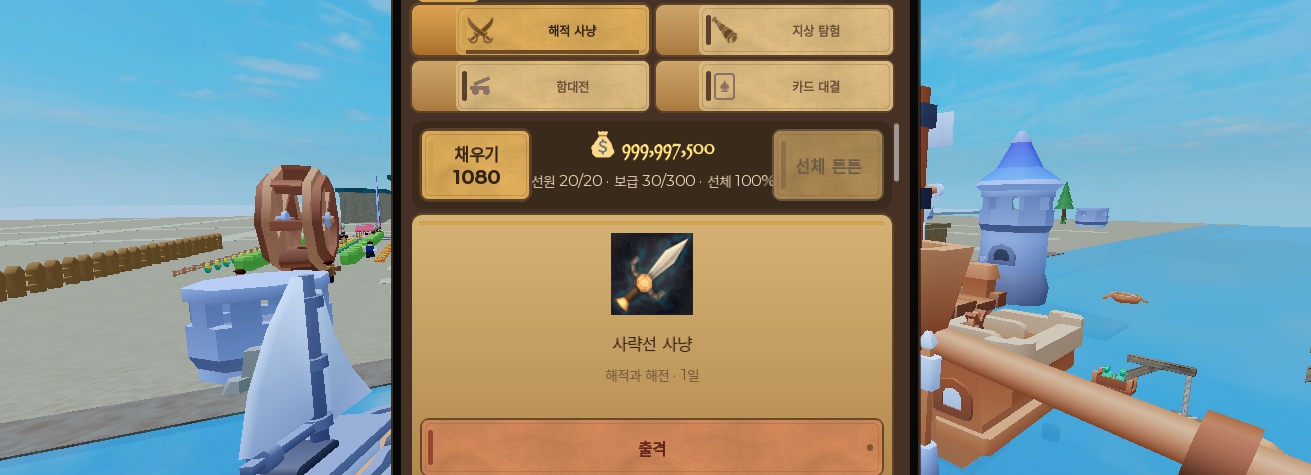 해적 사냥
지상 탐험
함대전
카드 대결
채우기
1080
999,997,500
선원 20/20 · 보급 30/300 · 선체 100%
선체 튼튼
사략선 사냥
해적과 해전 · 1일
출격